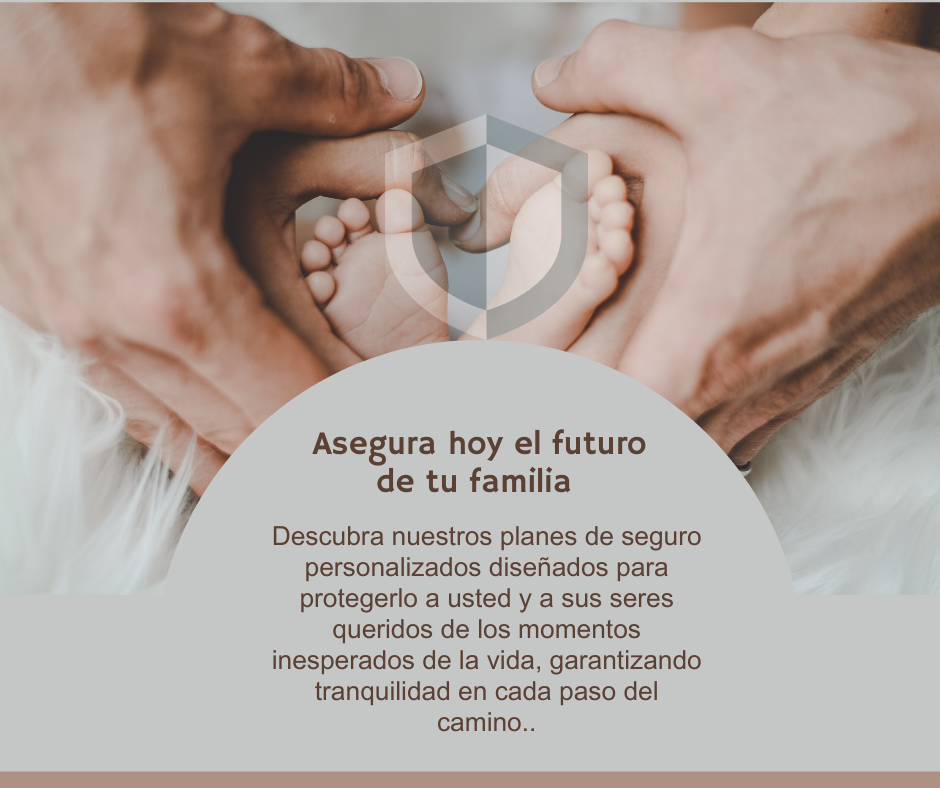 Asegura hoy el futuro
de tu familia
Descubra nuestros planes de seguro
personalizados diseñados para
protegerlo a usted y a sus seres
queridos de los momentos
inesperados de la vida, garantizando
tranquilidad en cada paso del
camino..